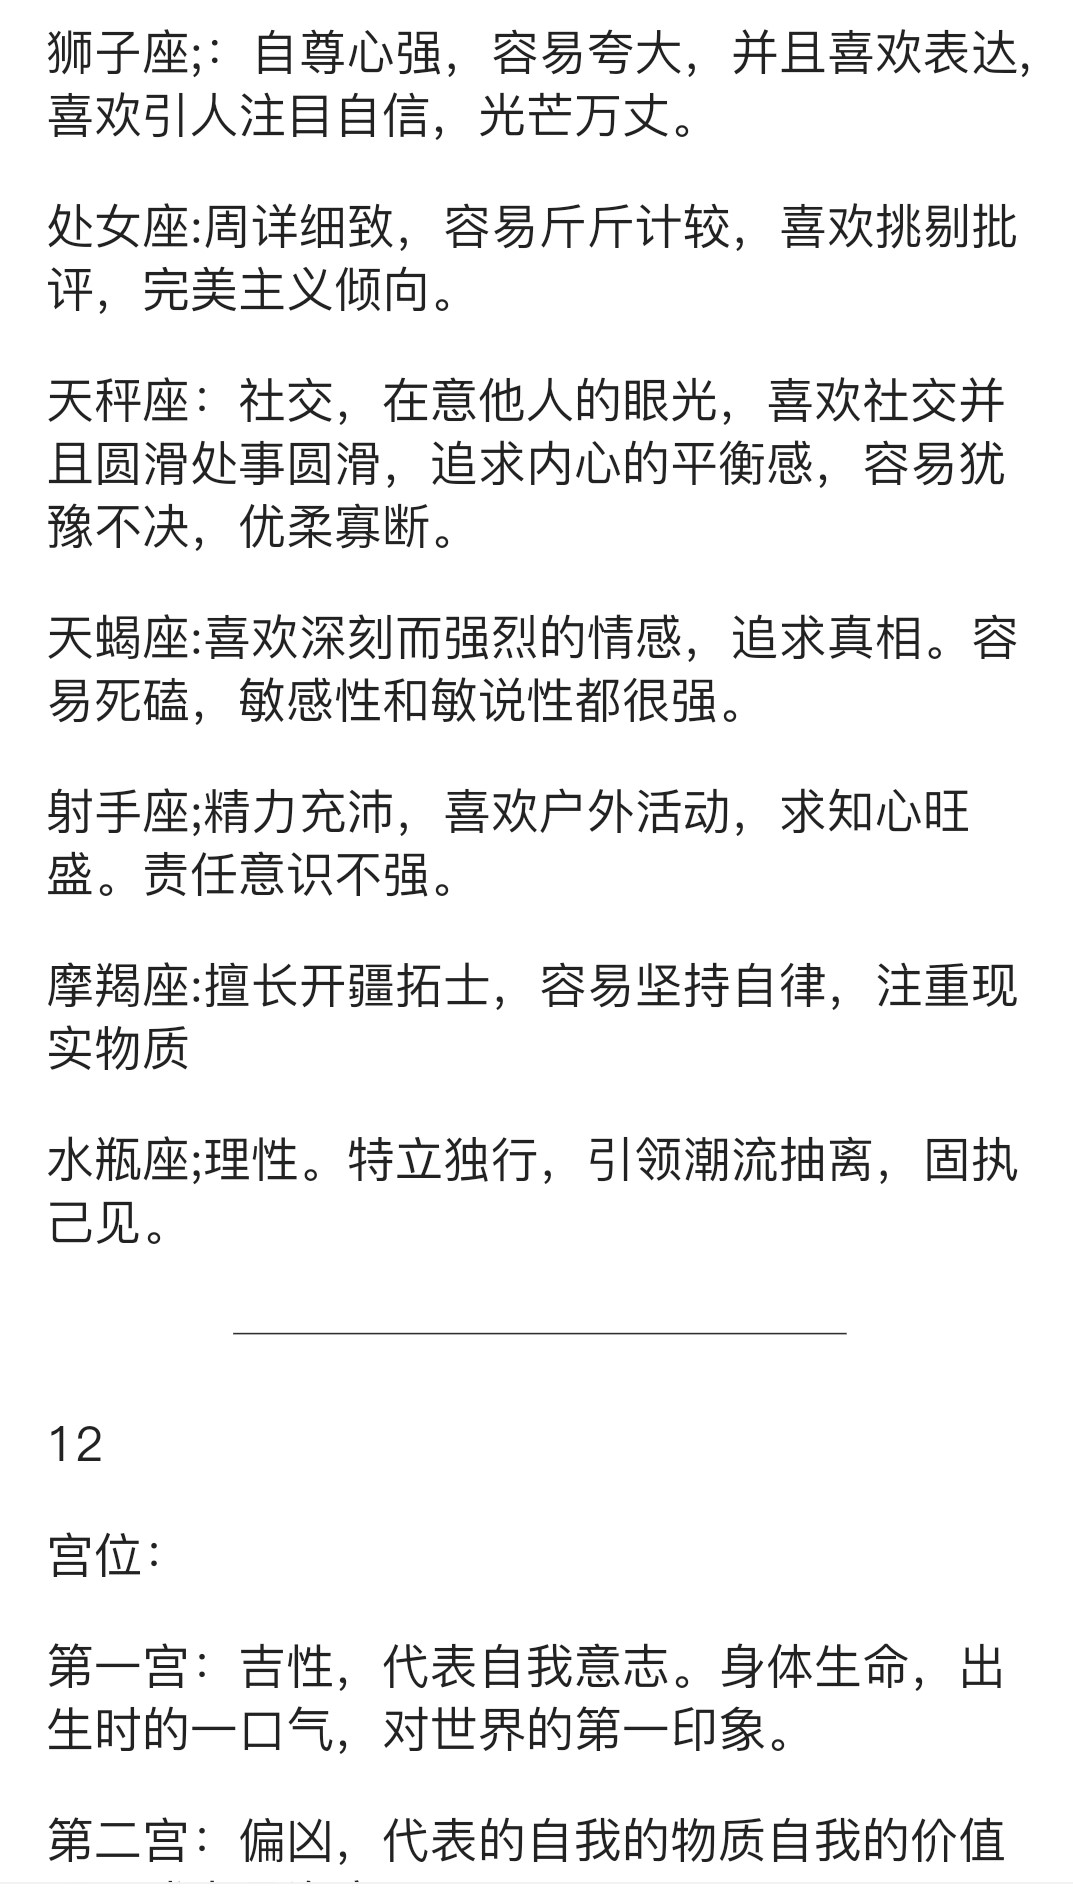 狮子座;：自尊心强，容易夸大，并且喜欢表达,
喜欢引人注目自信，光芒万丈。
处女座:周详细致，容易斤斤计较，喜欢挑剔批
评，完美主义倾向。
天秤座：社交，在意他人的眼光，喜欢社交并
且圆滑处事圆滑，追求内心的平衡感，容易犹
豫不决，优柔寡断。
天蝎座:喜欢深刻而强烈的情感，追求真相。容
易死磕，敏感性和敏说性都很强。
射手座;精力充沛，喜欢户外活动，求知心旺
盛。责任意识不强。
摩羯座:擅长开疆拓士，容易坚持自律，注重现
实物质
水瓶座;理性。特立独行，引领潮流抽离，固执
己见。
12
宫位：
第一宫：吉性，代表自我意志。身体生命，出
生时的一口气，对世界的第一印象。
第二宫：偏凶，代表的自我的物质自我的价值